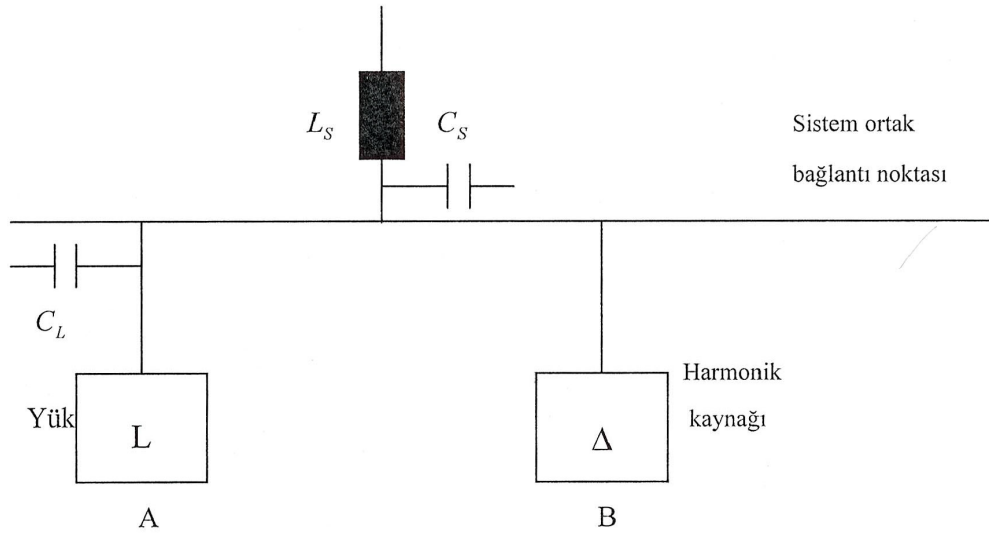 L_S
C_S
Sistem ortak
bağlantı noktası
C_L
Yük
L
Harmonik
kaynağı
Δ
A
B